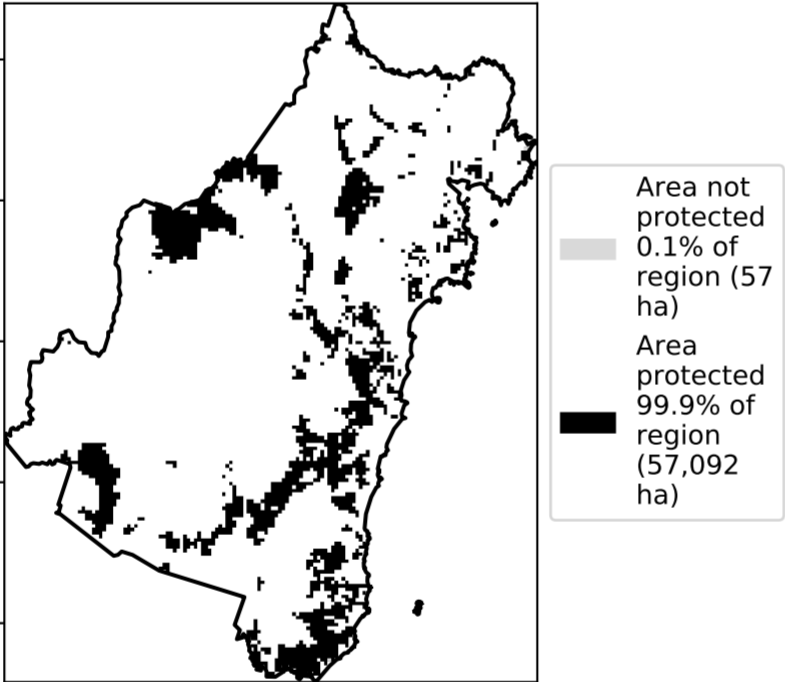 Area not
protected
0.1% of
region (57
ha)
Area
protected
99.9% of
region
(57,092
ha)